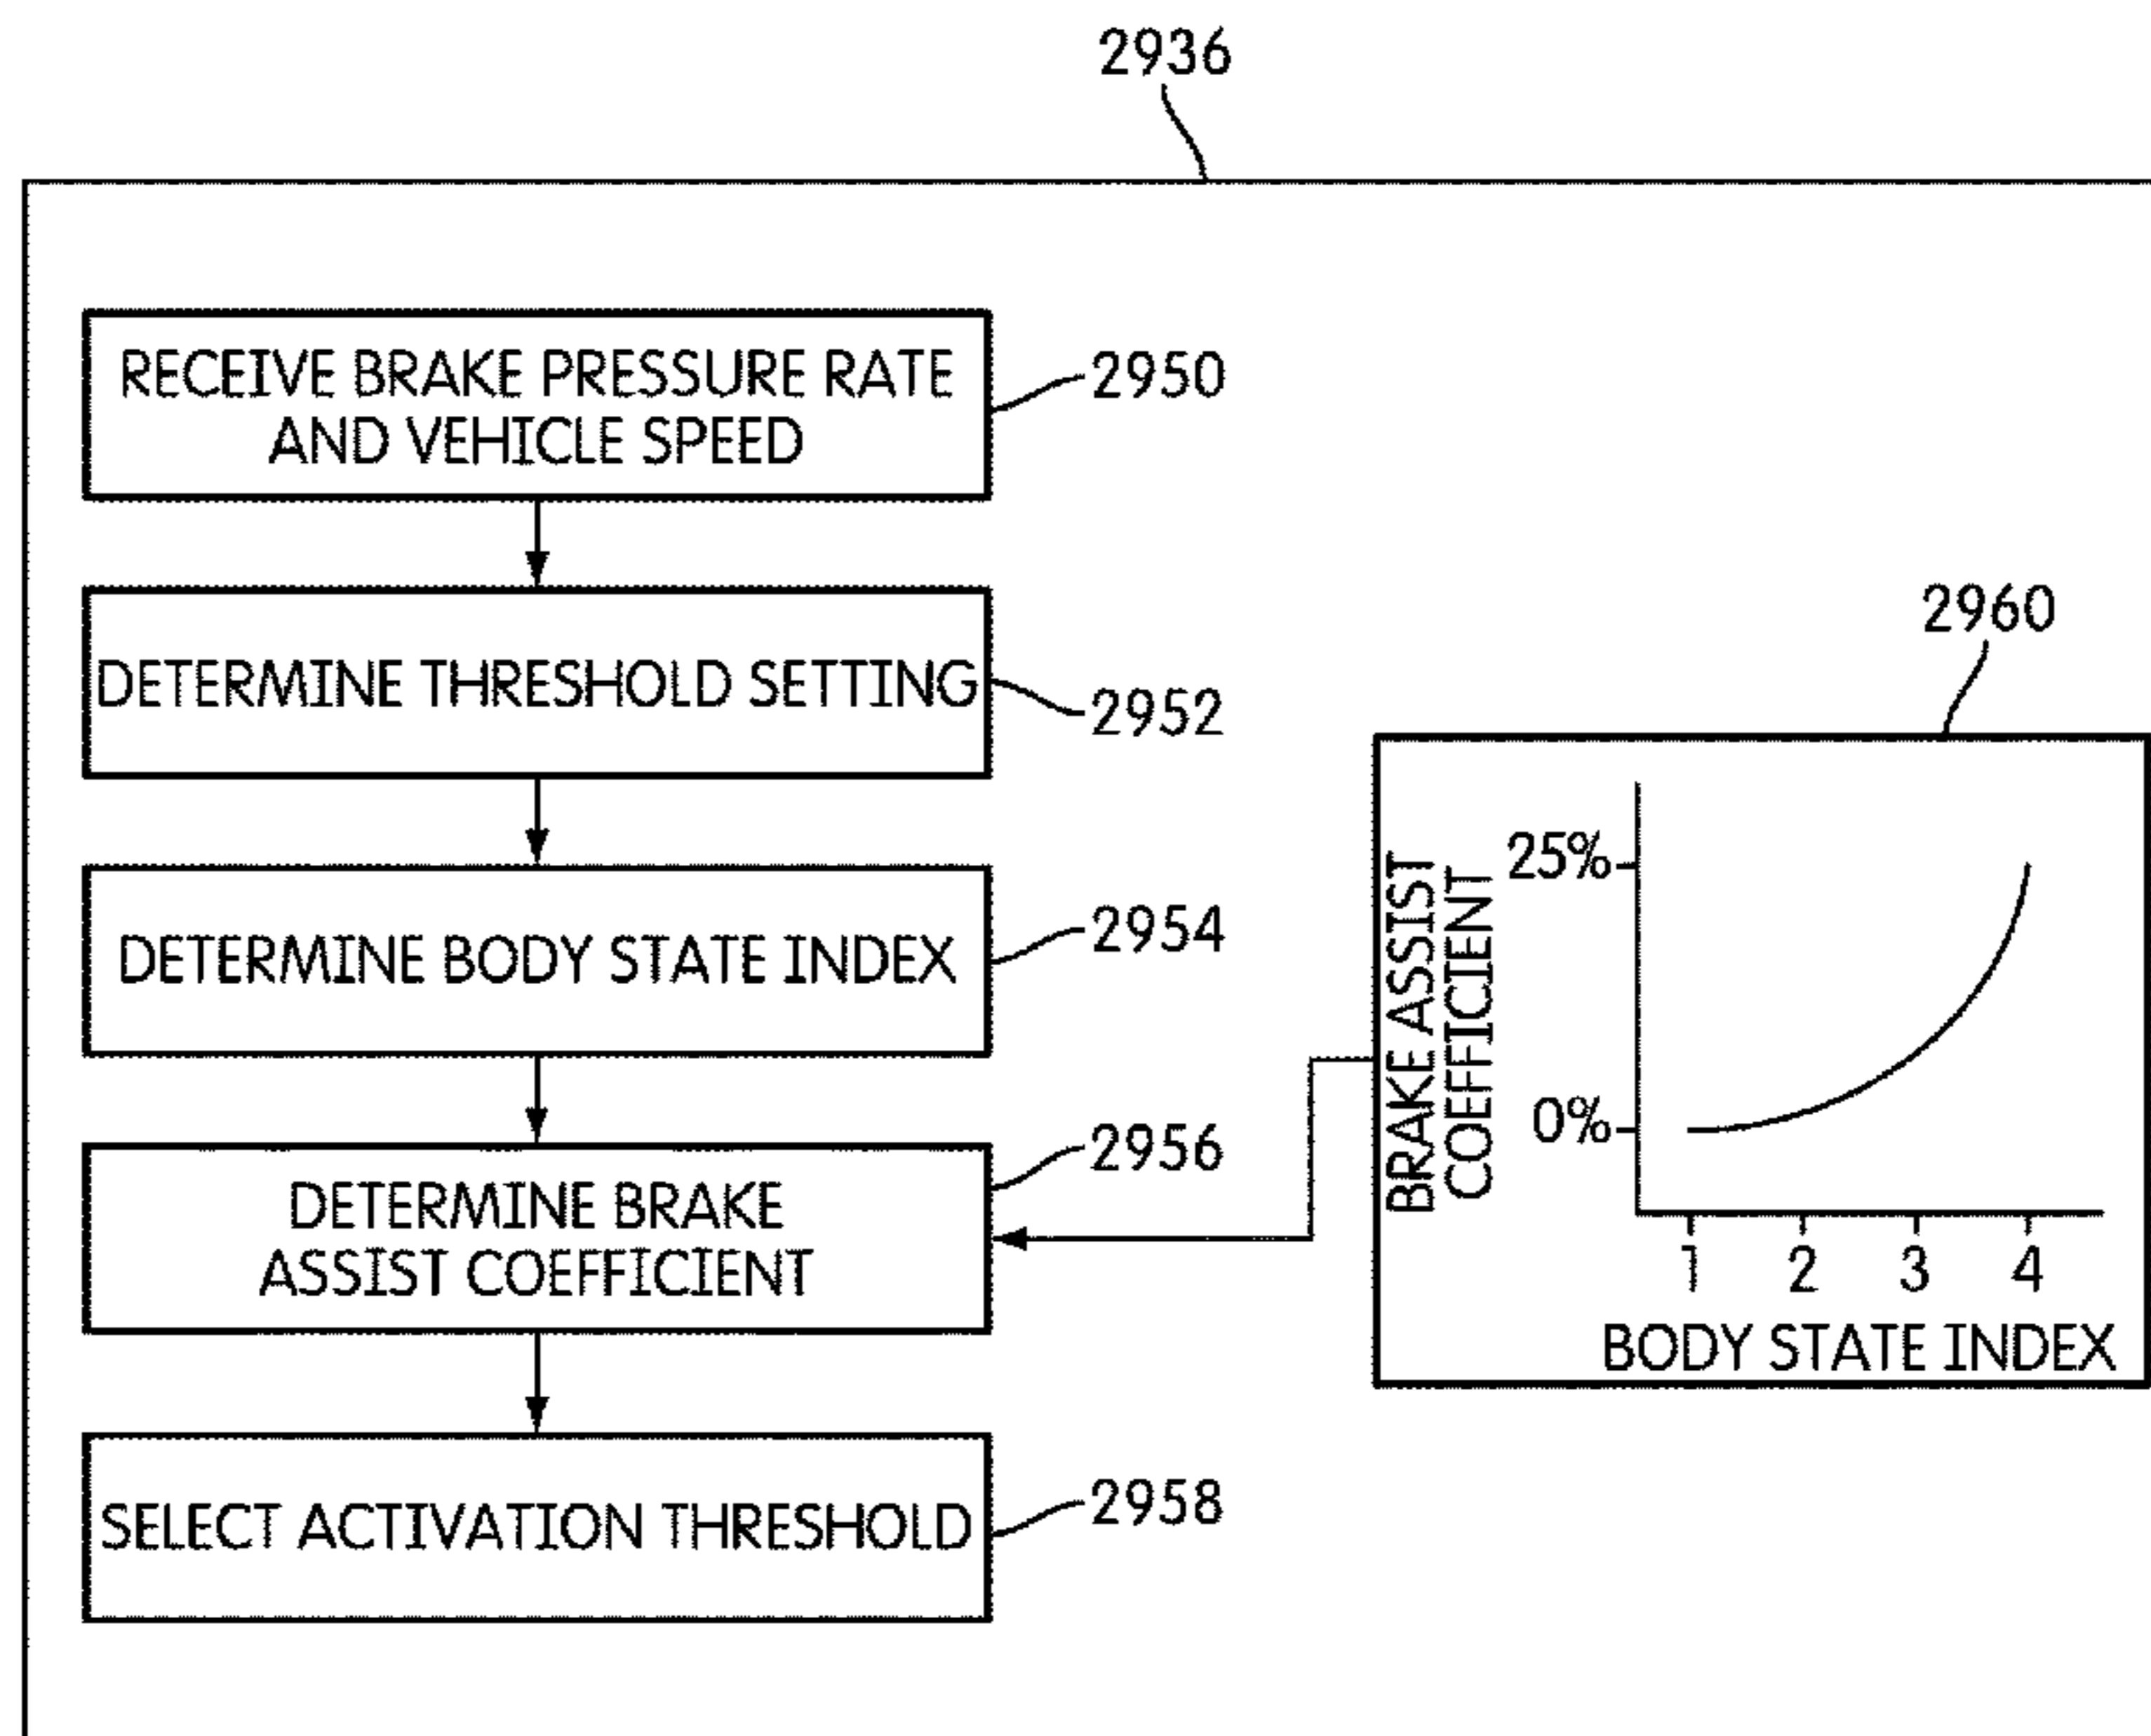 2936
RECEIVE BRAKE PRESSURE RATE
AND VEHICLE SPEED
2950
DETERMINE THRESHOLD SETTING
2952
DETERMINE BODY STATE INDEX
2954
DETERMINE BRAKE
ASSIST COEFFICIENT
2956
SELECT ACTIVATION THRESHOLD
2958
2960
BRAKE ASSIST
COEFFICIENT
25%
0%
1 2 3 4
BODY STATE INDEX